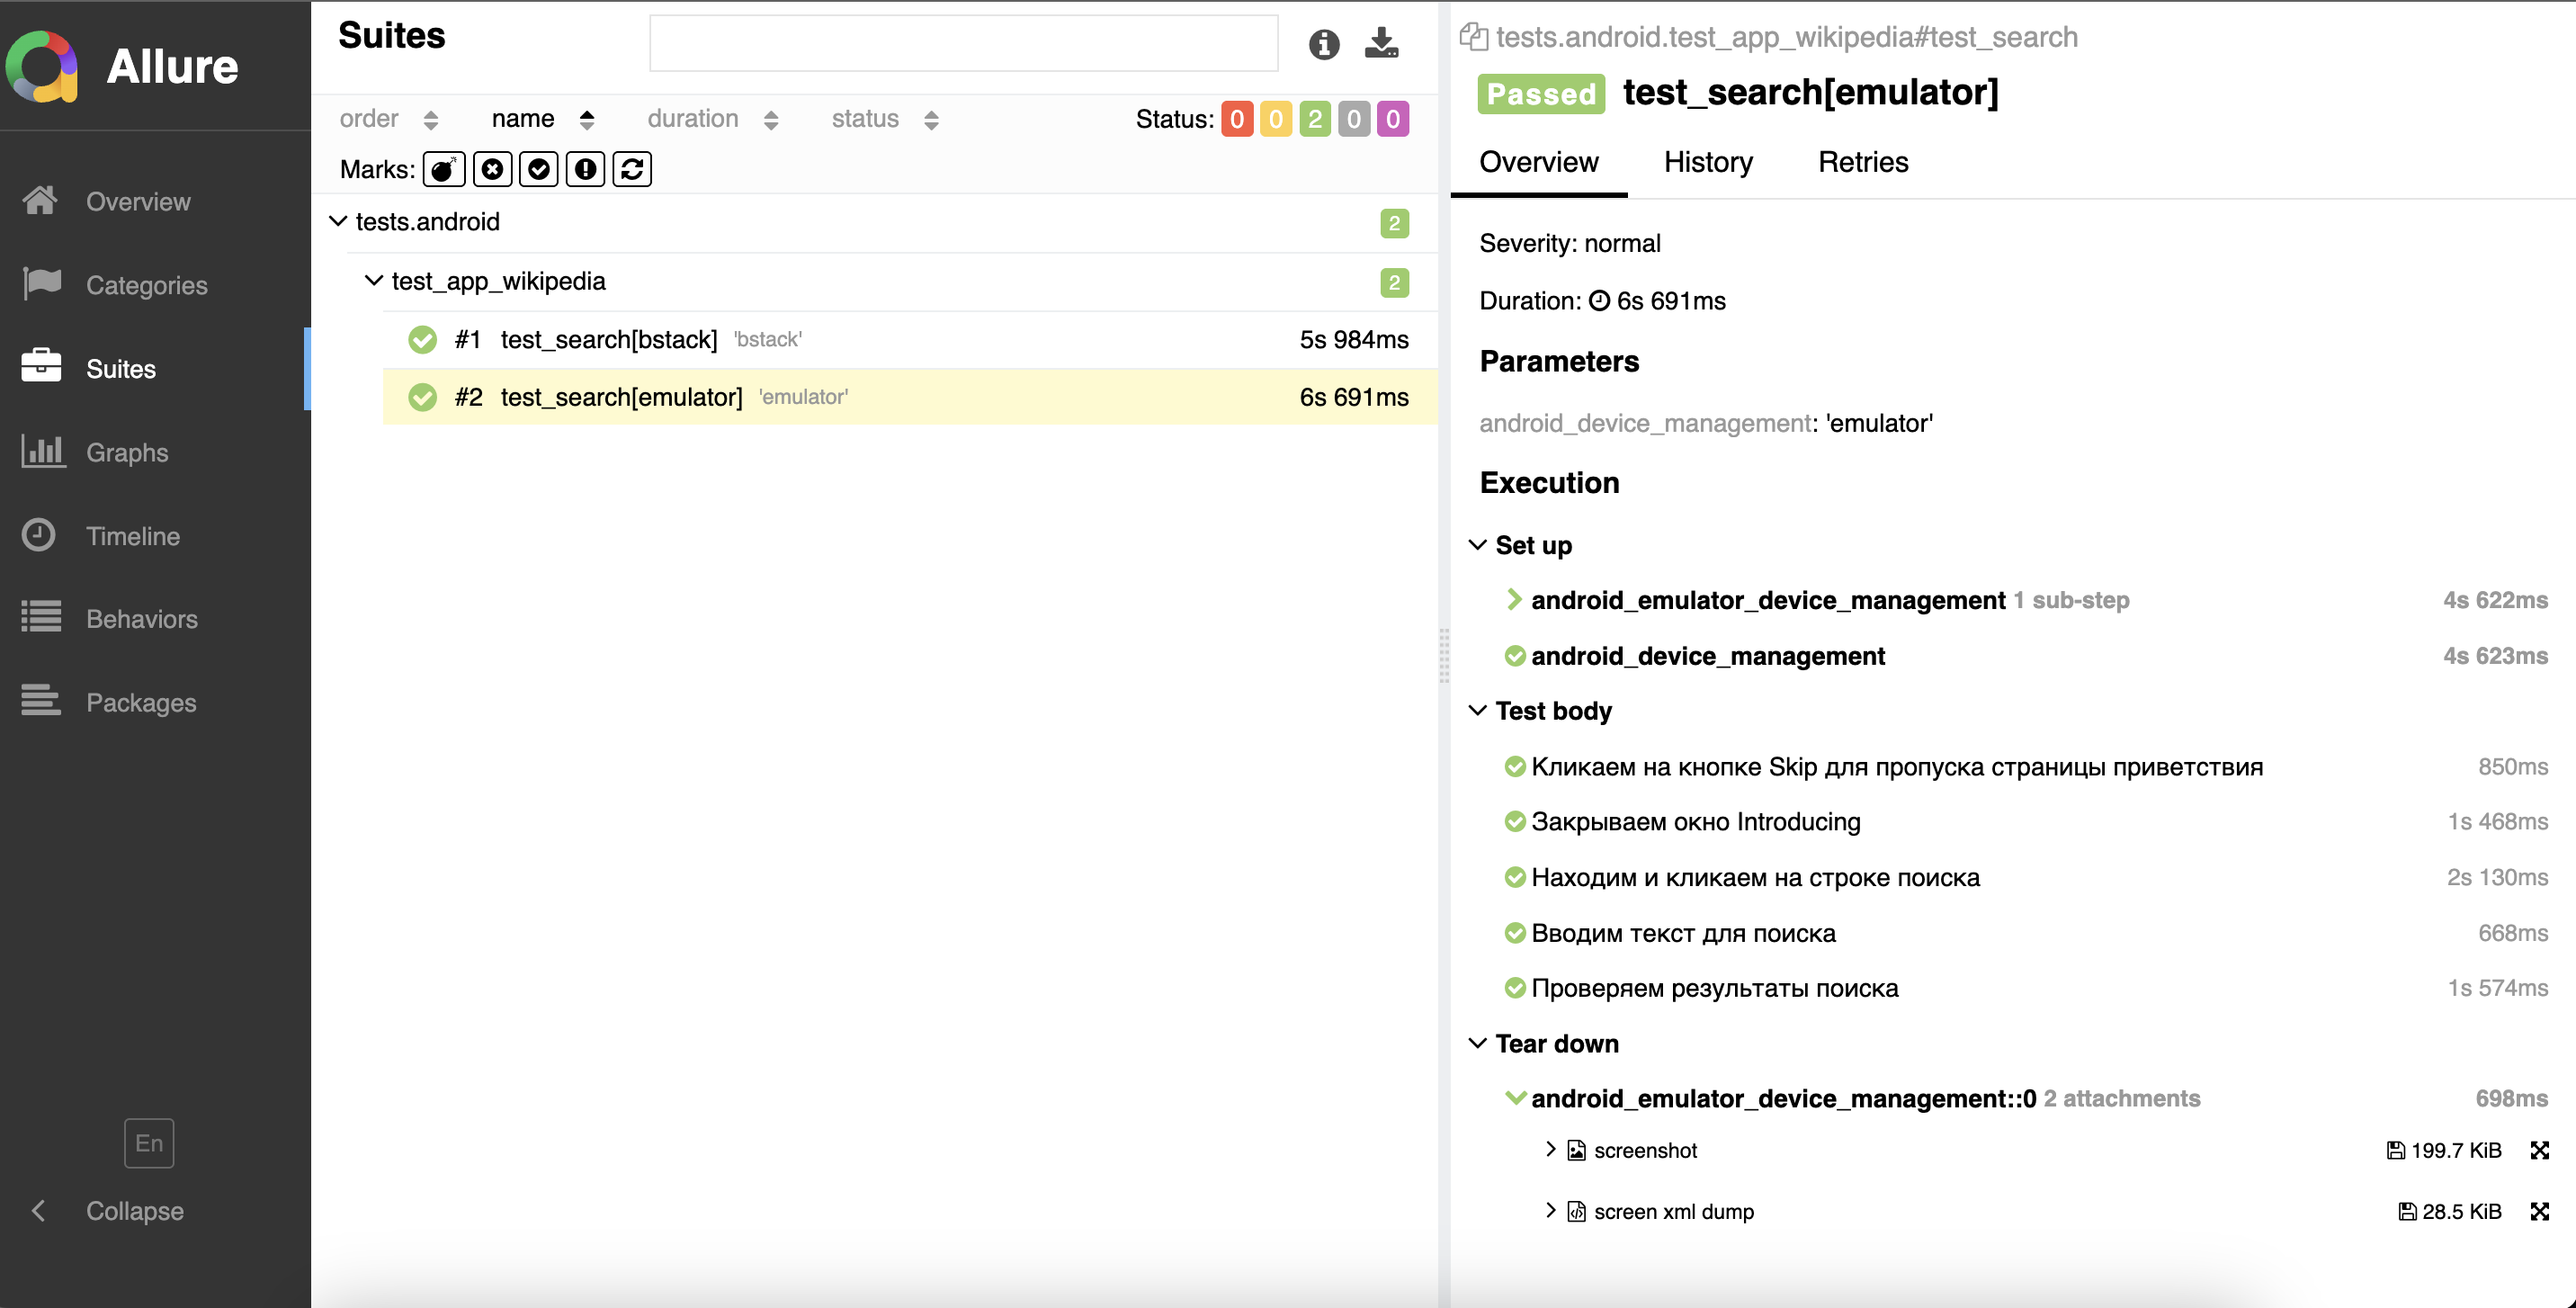 Allure
Overview
Categories
Suites
Graphs
Timeline
Behaviors
Packages
En
Collapse
Suites
order name duration status Status: 0 0 2 0 0
Marks:
tests.android 2
test_app_wikipedia 2
#1 test_search[bstack] 'bstack' 5s 984ms
#2 test_search[emulator] 'emulator' 6s 691ms
tests.android.test_app_wikipedia#test_search
Passed test_search[emulator]
Overview History Retries
Severity: normal
Duration: 6s 691ms
Parameters
android_device_management: 'emulator'
Execution
Set up
android_emulator_device_management 1 sub-step 4s 622ms
android_device_management 4s 623ms
Test body
Кликаем на кнопке Skip для пропуска страницы приветствия 850ms
Закрываем окно Introducing 1s 468ms
Находим и кликаем на строке поиска 2s 130ms
Вводим текст для поиска 668ms
Проверяем результаты поиска 1s 574ms
Tear down
android_emulator_device_management::0 2 attachments 698ms
screenshot 199.7 KiB
screen xml dump 28.5 KiB